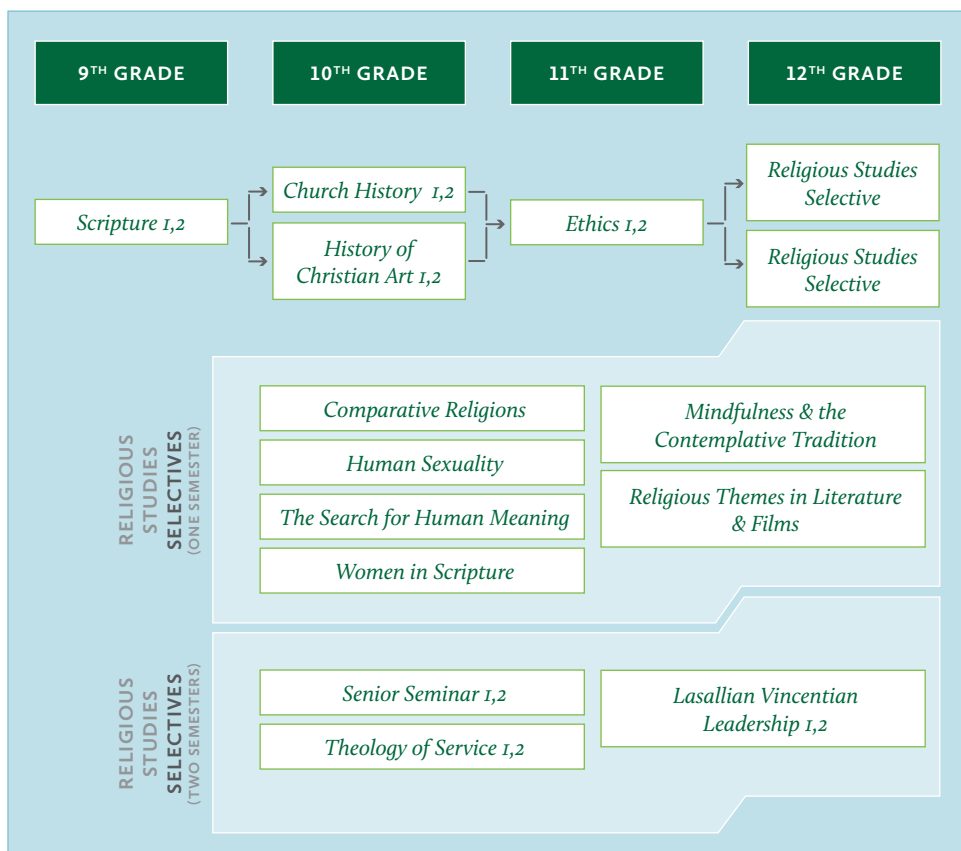 9TH GRADE
10TH GRADE
11TH GRADE
12TH GRADE
Scripture 1,2
Church History 1,2
History of
Christian Art 1,2
Ethics 1,2
Religious Studies
Selective
Religious Studies
Selective
RELIGIOUS
STUDIES
SELECTIVES
(ONE SEMESTER)
Comparative Religions
Human Sexuality
The Search for Human Meaning
Women in Scripture
Mindfulness & the
Contemplative Tradition
Religious Themes in Literature
& Films
RELIGIOUS
STUDIES
SELECTIVES
(TWO SEMESTERS)
Senior Seminar 1,2
Theology of Service 1,2
Lasallian Vincentian
Leadership 1,2